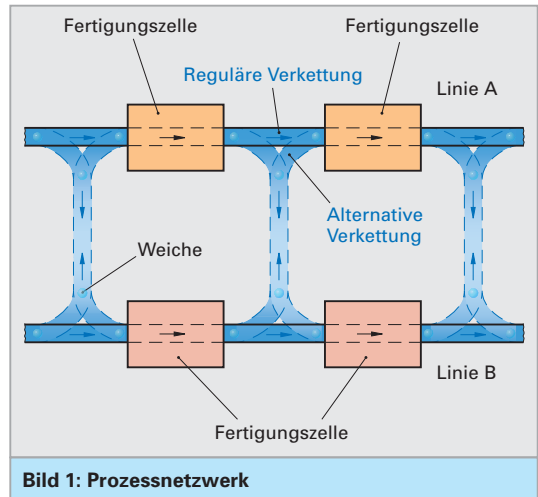 Fertigungszelle
Fertigungszelle
Reguläre Verkettung
Linie A
Alternative
Verkettung
Weiche
Linie B
Fertigungszelle
Bild 1: Prozessnetzwerk